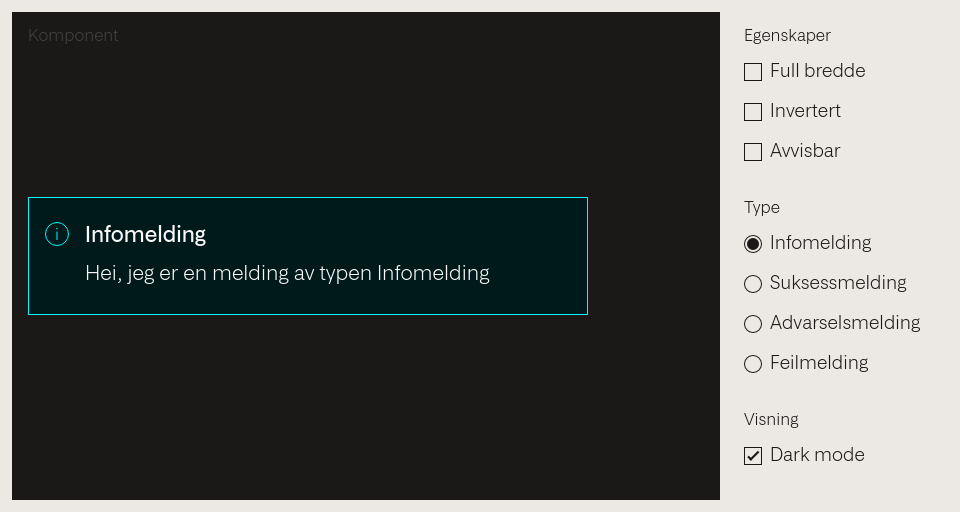 Komponent
Infomelding
Hei, jeg er en melding av typen Infomelding
Egenskaper
Full bredde
Invertert
Avvisbar
Type
Infomelding
Suksessmelding
Advarselsmelding
Feilmelding
Visning
Dark mode